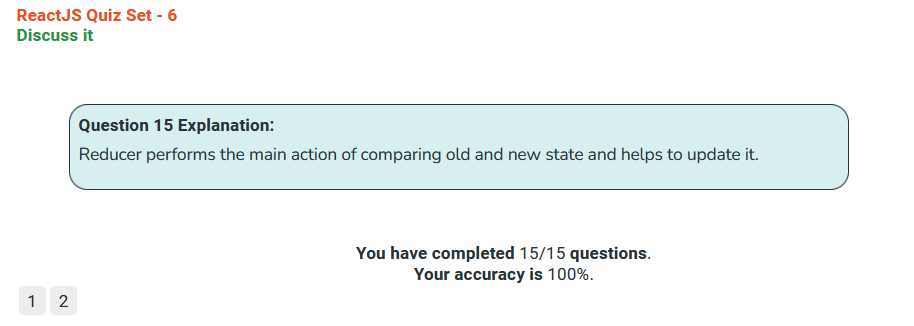 ReactJS Quiz Set - 6
Discuss it
Question 15 Explanation:
Reducer performs the main action of comparing old and new state and helps to update it.
You have completed 15/15 questions.
Your accuracy is 100%.
1 2